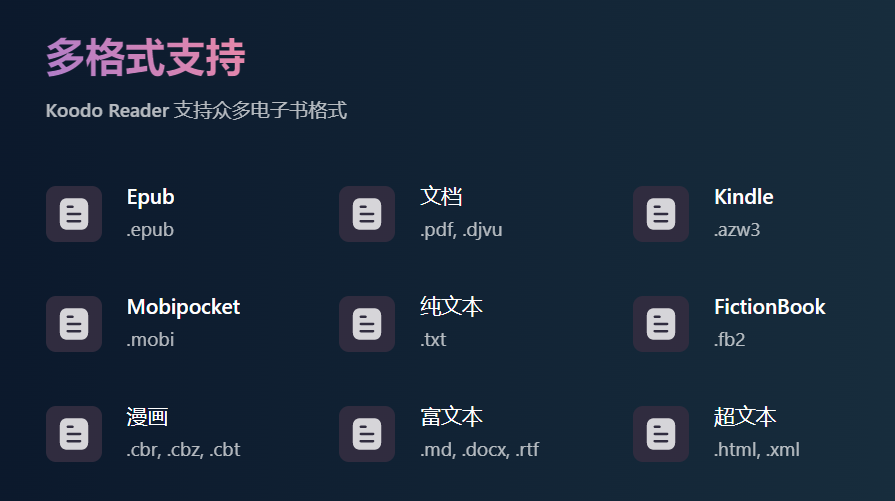 多格式支持
Koodo Reader 支持众多电子书格式
Epub
.epub
文档
.pdf, .djvu
Kindle
.azw3
Mobipocket
.mobi
纯文本
.txt
FictionBook
.fb2
漫画
.cbr, .cbz, .cbt
富文本
.md, .docx, .rtf
超文本
.html, .xml